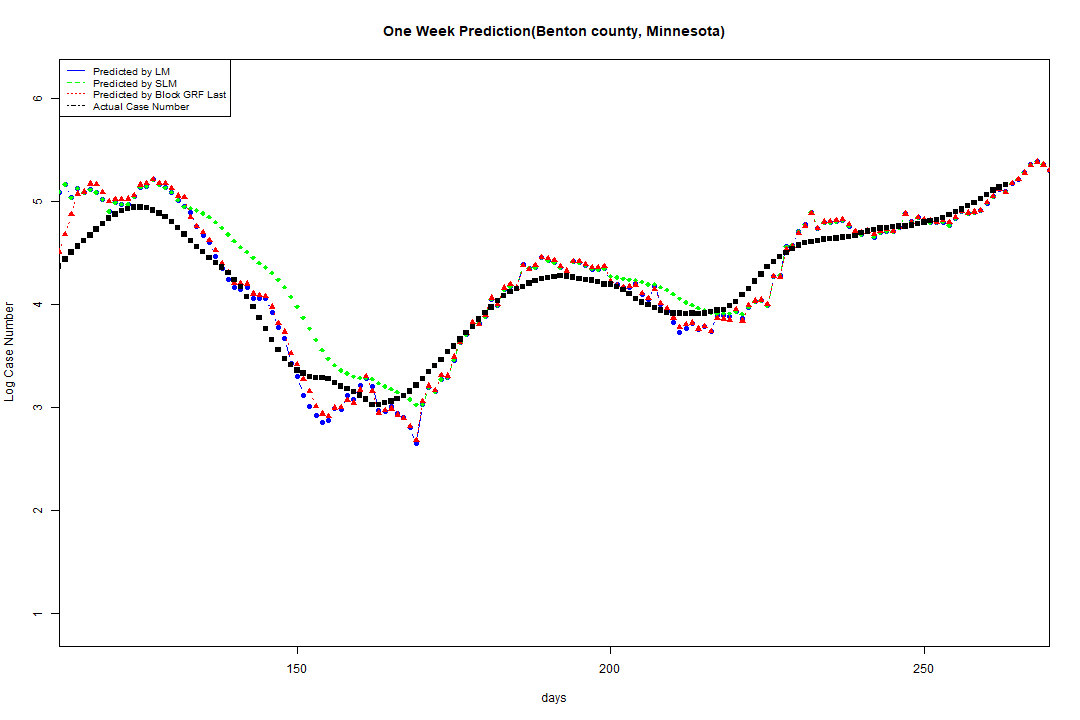 One Week Prediction(Benton county, Minnesota)
Predicted by LM
Predicted by SLM
Predicted by Block GRF Last
Actual Case Number
6
5
4
3
2
1
Log Case Number
150
200
250
days